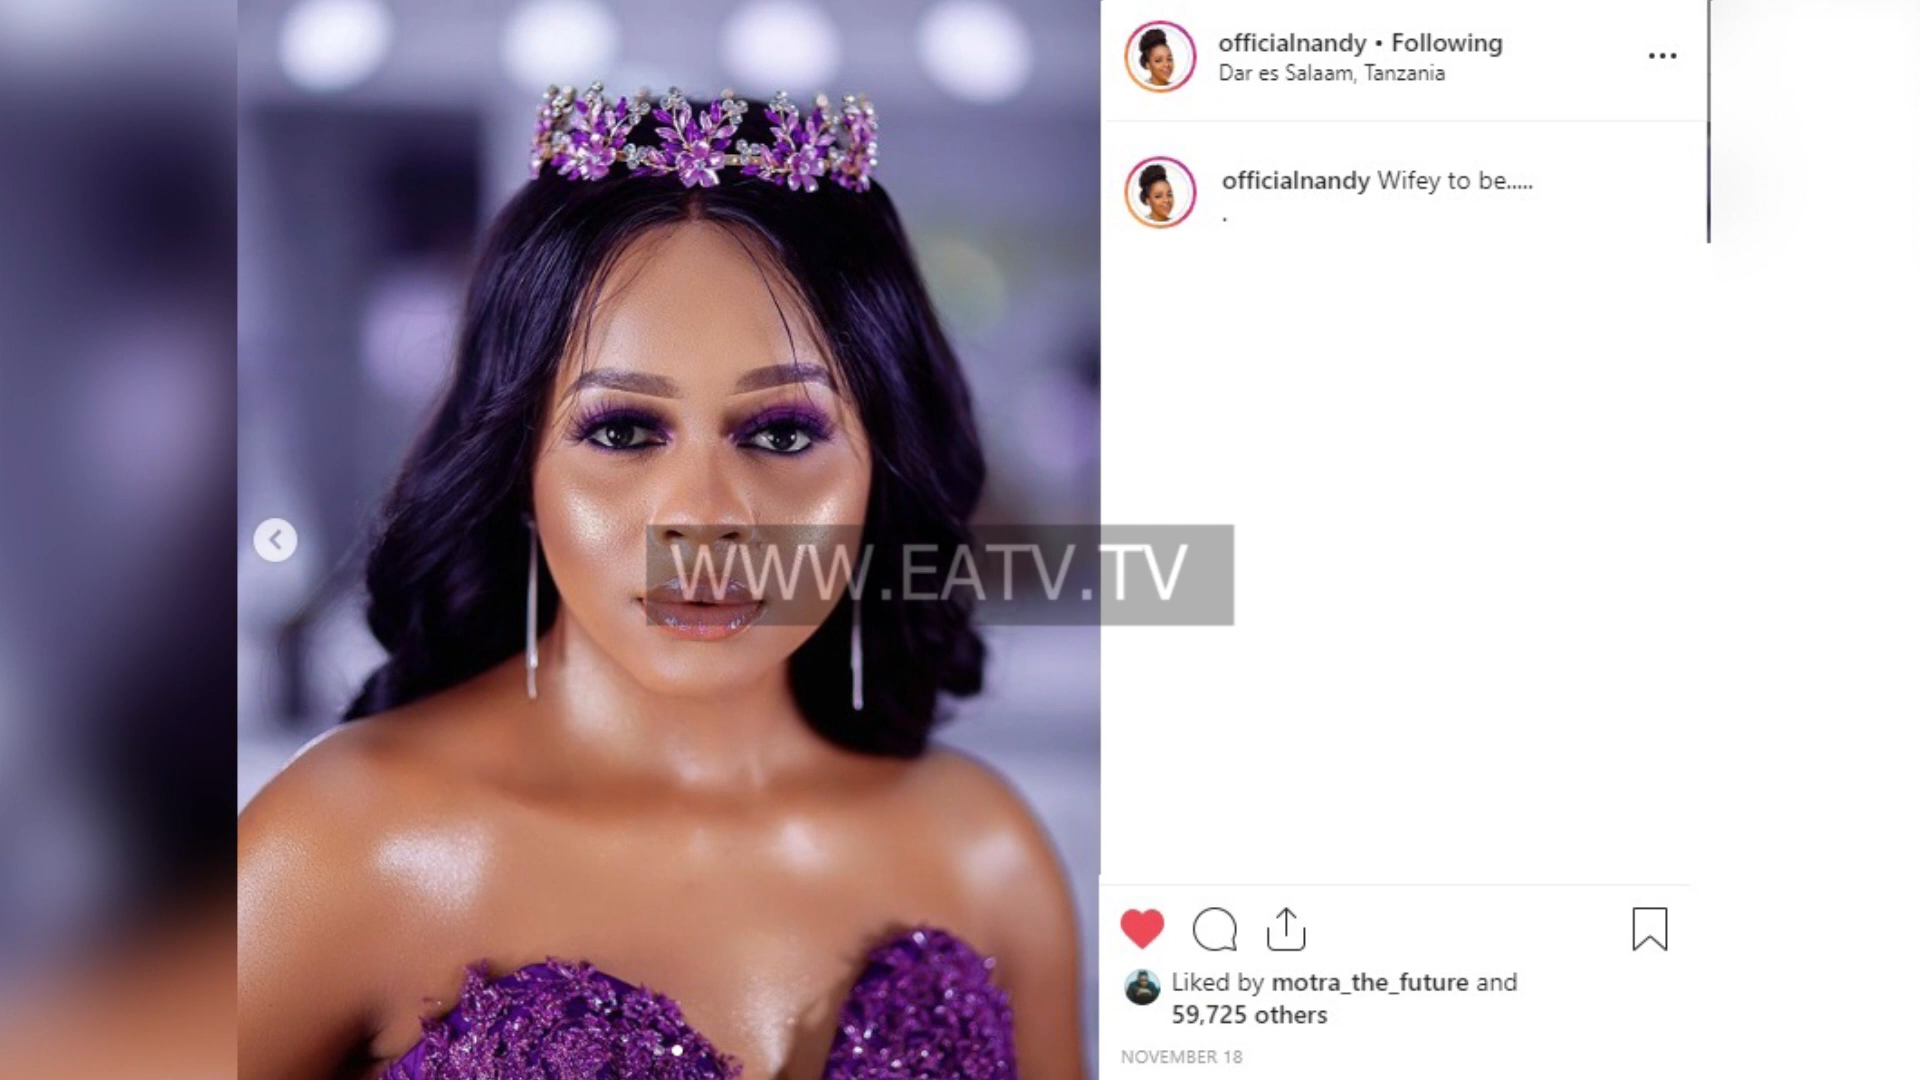 officialnandy • Following
Dar es Salaam, Tanzania
officialnandy Wifey to be.....
.
WWW.EATV.TV
Liked by motra_the_future and
59,725 others
NOVEMBER 18